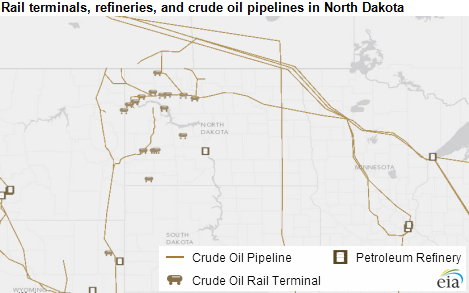 Rail terminals, refineries, and crude oil pipelines in North Dakota
NORTH
DAKOTA
MINNESOTA
SOUTH
DAKOTA
WYOMING
Crude Oil Pipeline
Petroleum Refinery
Crude Oil Rail Terminal
eia